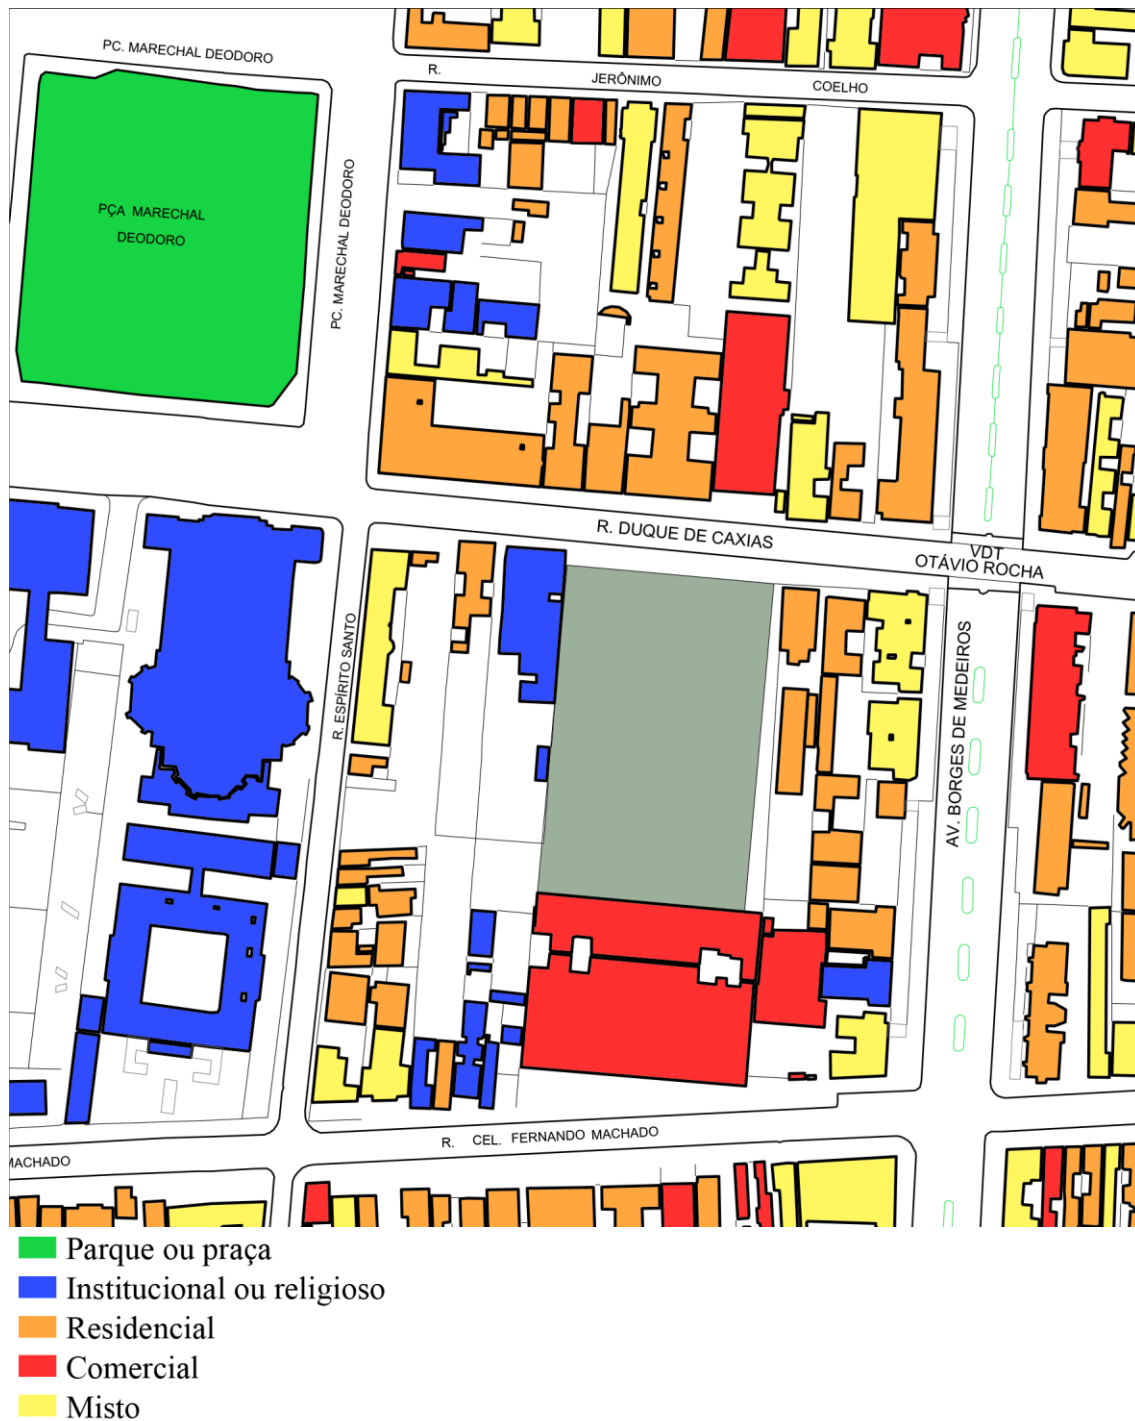 PC. MARECHAL DEODORO
R.
JERÔNIMO
COELHO
PÇA MARECHAL
DEODORO
PC. MARECHAL DEODORO
R. DUQUE DE CAXIAS
VDT
OTÁVIO ROCHA
R. ESPÍRITO SANTO
AV. BORGES DE MEDEIROS
R. CEL. FERNANDO MACHADO
MACHADO
Parque ou praça
Institucional ou religioso
Residencial
Comercial
Misto